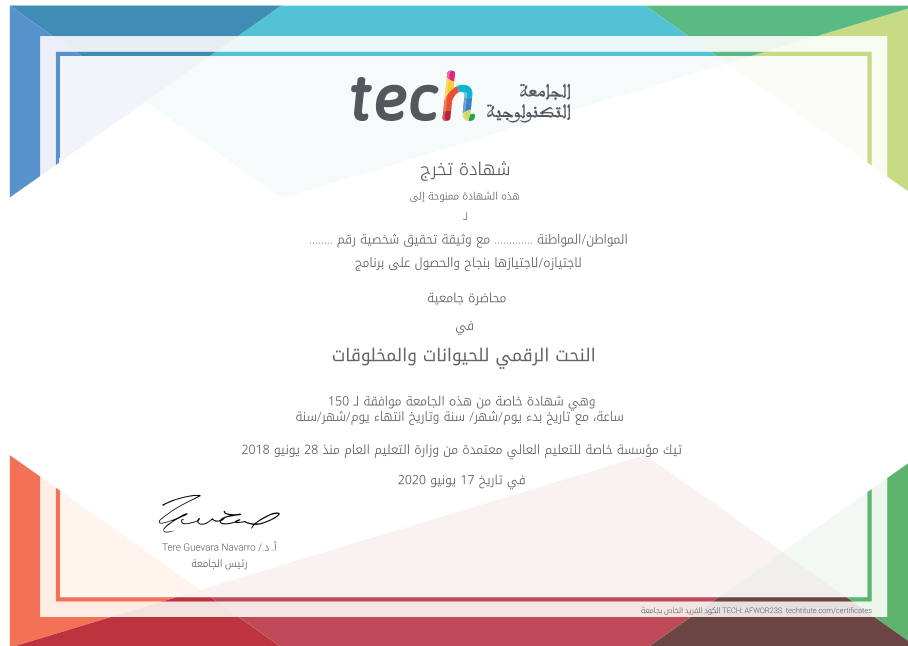 tech الجامعة
التكنولوجية
شهادة تخرج
هذه الشهادة ممنوحة إلى
لـ
المواطن/المواطنة ............. مع وثيقة تحقيق شخصية رقم ........
لاجتيازه/لاجتيازها بنجاح والحصول على برنامج
محاضرة جامعية
في
النحت الرقمي للحيوانات والمخلوقات
وهي شهادة خاصة من هذه الجامعة موافقة لـ 150
ساعة، مع تاريخ بدء يوم/شهر/ سنة وتاريخ انتهاء يوم/شهر/سنة
تيك مؤسسة خاصة للتعليم العالي معتمدة من وزارة التعليم العام منذ 28 يونيو 2018
في تاريخ 17 يونيو 2020
أ. د./ Tere Guevara Navarro
رئيس الجامعة
الكود الفريد الخاص بجامعة TECH: AFWOR23S techtitute.com/certificates